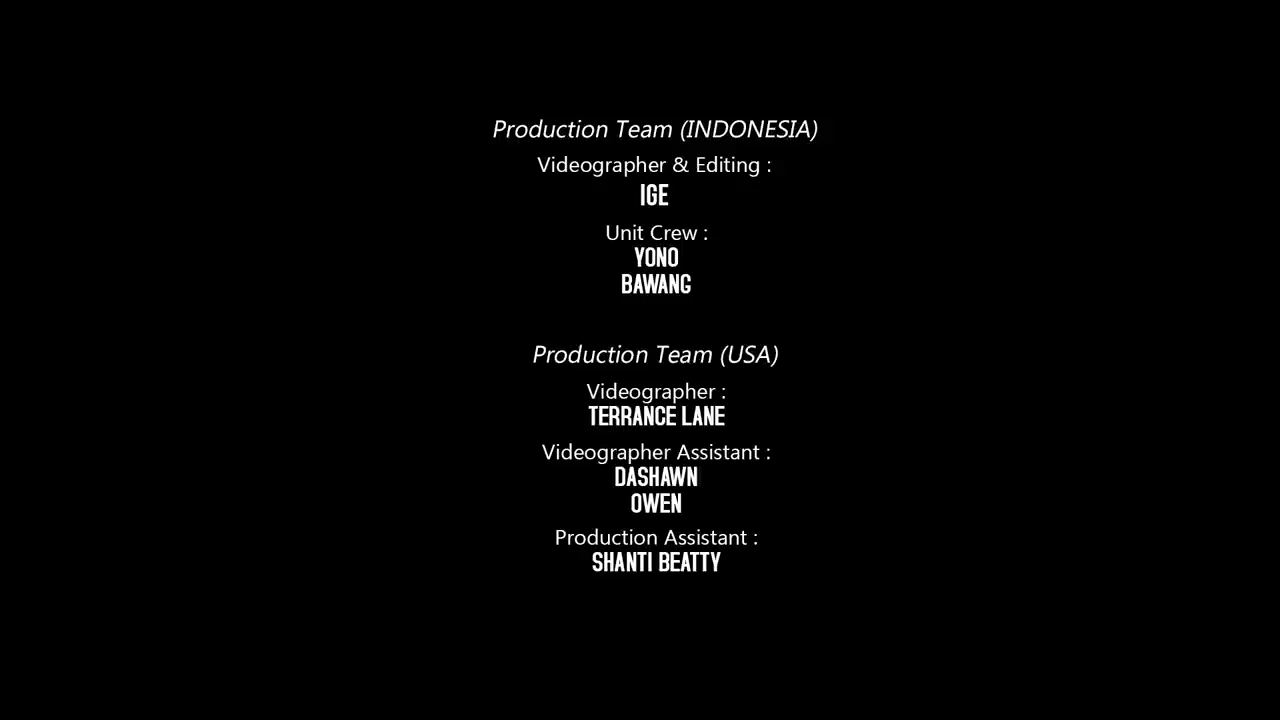 Production Team (INDONESIA)
Videographer & Editing :
IGE
Unit Crew :
YONO
BAWANG
Production Team (USA)
Videographer :
TERRANCE LANE
Videographer Assistant :
DASHAWN
OWEN
Production Assistant :
SHANTI BEATTY